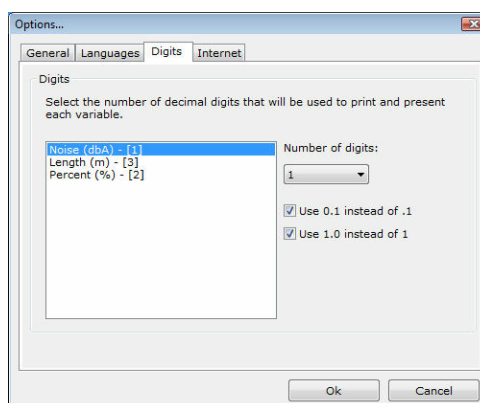 Options...
General Languages Digits Internet
Digits
Select the number of decimal digits that will be used to print and present
each variable.
Noise (dbA) - [1]
Length (m) - [3]
Percent (%) - [2]
Number of digits:
1
Use 0.1 instead of .1
Use 1.0 instead of 1
Ok Cancel